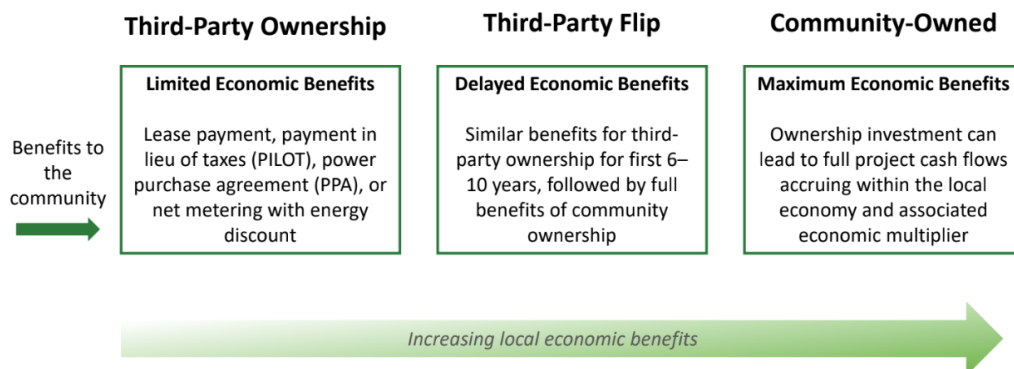 Third-Party Ownership
Third-Party Flip
Community-Owned
Benefits to
the
community
Limited Economic Benefits
Lease payment, payment in
lieu of taxes (PILOT), power
purchase agreement (PPA), or
net metering with energy
discount
Delayed Economic Benefits
Similar benefits for third-
party ownership for first 6–
10 years, followed by full
benefits of community
ownership
Maximum Economic Benefits
Ownership investment can
lead to full project cash flows
accruing within the local
economy and associated
economic multiplier
Increasing local economic benefits